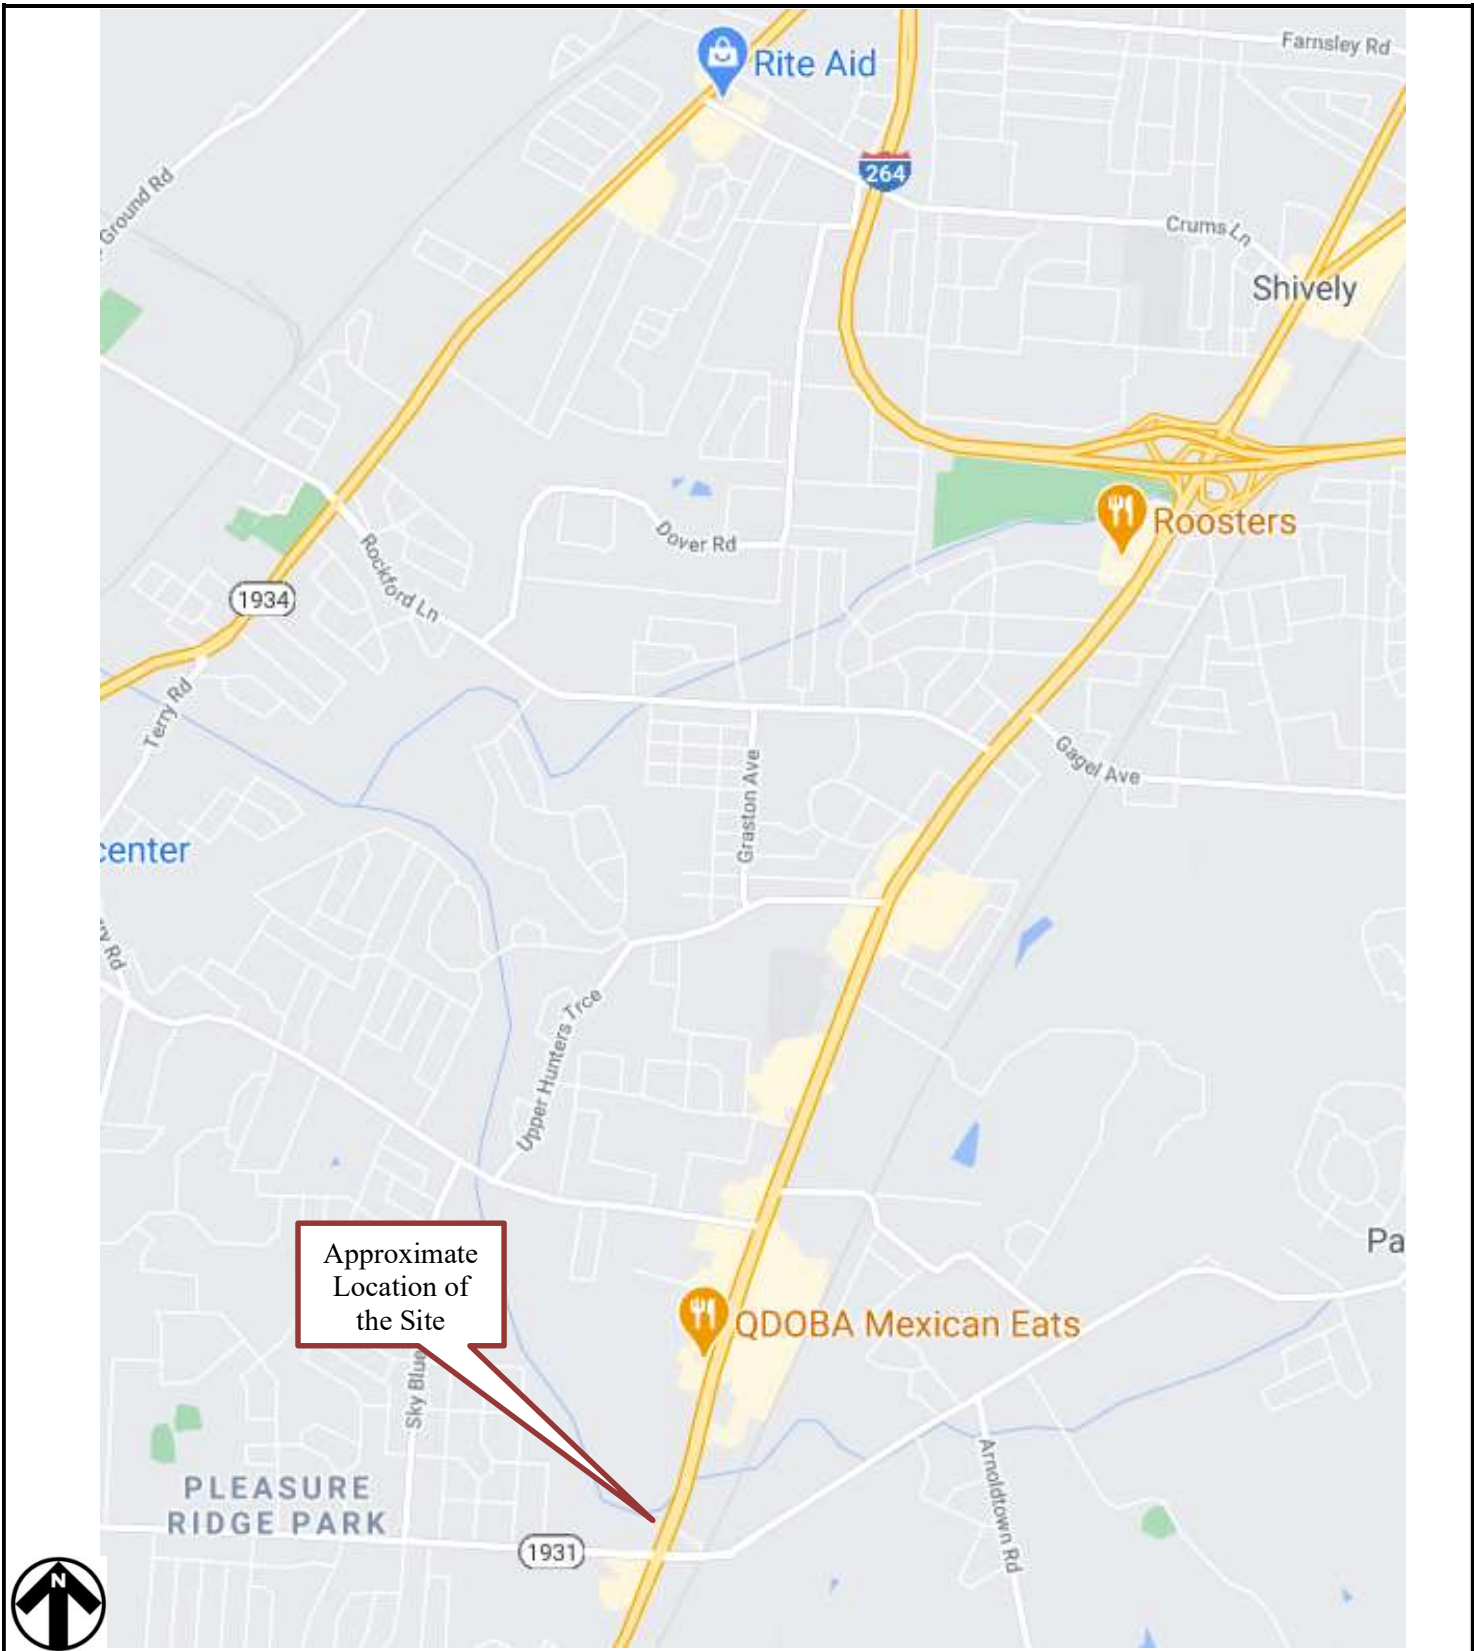 Farnsley Rd
Rite Aid
264
Ground Rd
Crums Ln
Shively
Roosters
Dover Rd
Rockford Ln
1934
Terry Rd
Gagel Ave
Graston Ave
center
ry Rd
Upper Hunters Trce
Approximate
Location of
the Site
Pa
QDOBA Mexican Eats
Sky Blue
Arnoldtown Rd
PLEASURE
RIDGE PARK
1931
N